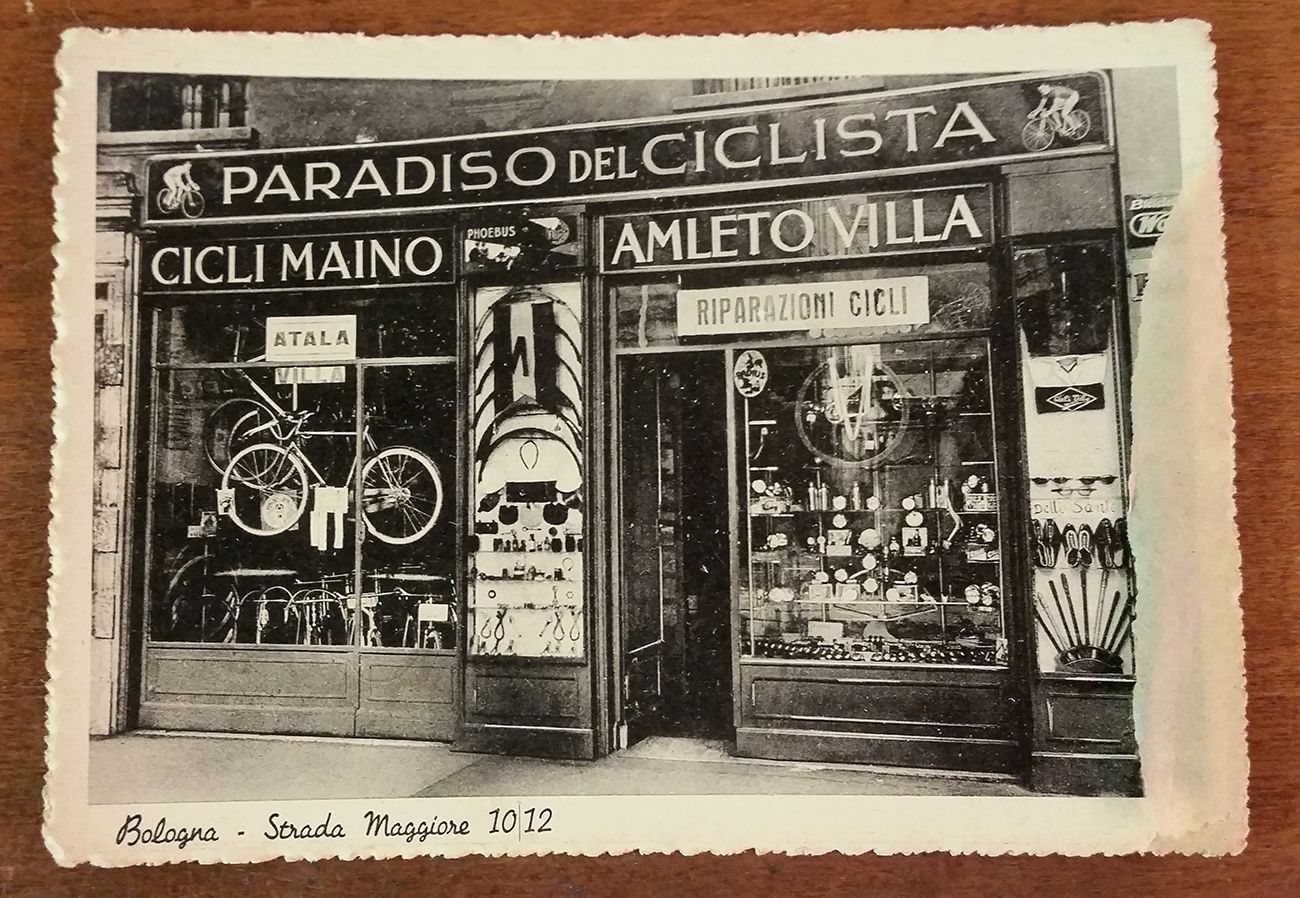 PARADISO DEL CICLISTA
CICLI MAINO
PHOEBUS
AMLETO VILLA
RIPARAZIONI CICLI
ATALA
VILLA
Bologna - Strada Maggiore 10|12